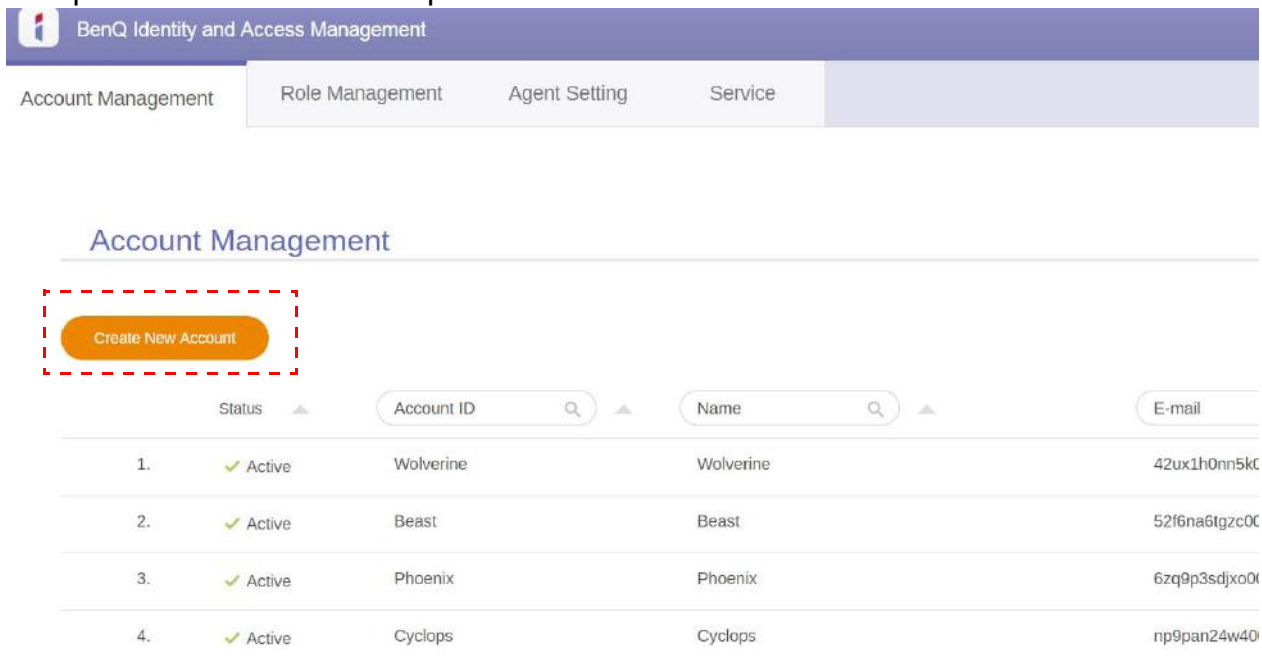 BenQ Identity and Access Management
Account Management Role Management Agent Setting Service
Account Management
Create New Account
Status Account ID Name E-mail
1. Active Wolverine Wolverine 42ux1h0nn5k0
2. Active Beast Beast 52f6na6tgzc00
3. Active Phoenix Phoenix 6zq9p3sdjxo0
4. Active Cyclops Cyclops np9pan24w40